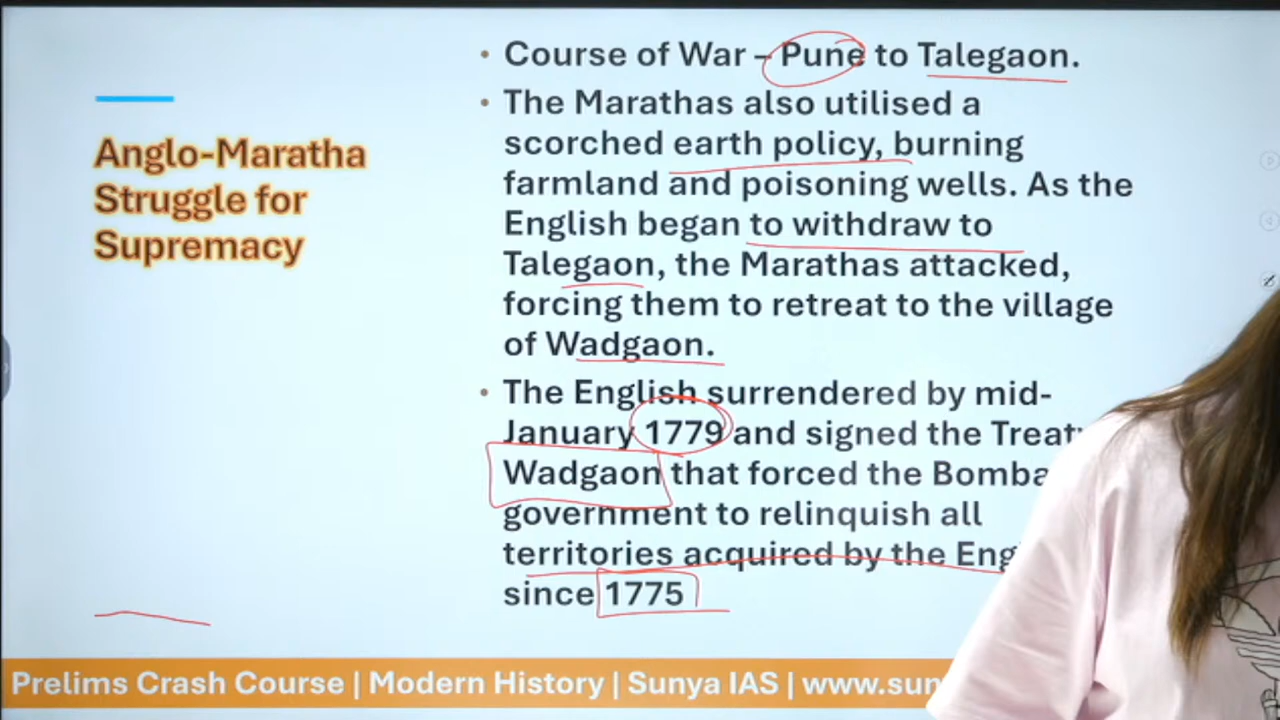 Anglo-Maratha
Struggle for
Supremacy
• Course of War – Pune to Talegaon.
• The Marathas also utilised a
scorched earth policy, burning
farmland and poisoning wells. As the
English began to withdraw to
Talegaon, the Marathas attacked,
forcing them to retreat to the village
of Wadgaon.
• The English surrendered by mid-
January 1779 and signed the
Wadgaon that forced the
government to relinquish all
territories acquired by the
since 1775
Prelims Crash Course | Modern History | Sunya IAS |